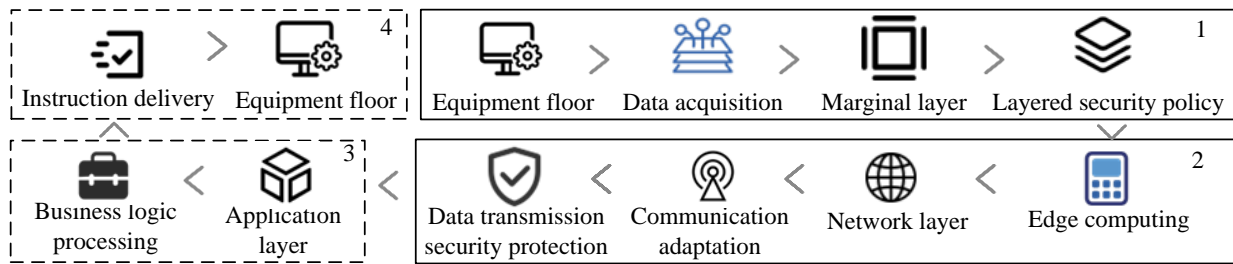 4
Instruction delivery
Equipment floor
1
Equipment floor
Data acquisition
Marginal layer
Layered security policy
2
Edge computing
Network layer
Communication
adaptation
Data transmission
security protection
3
Application
layer
Business logic
processing